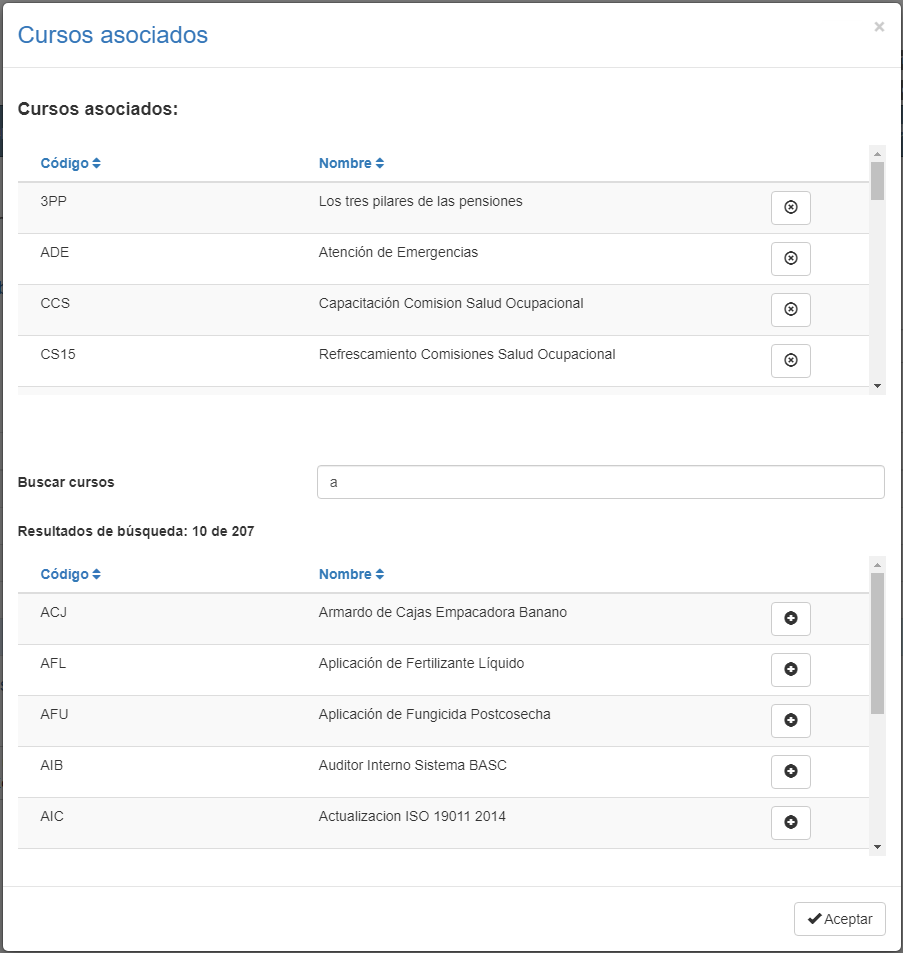 Cursos asociados
×
Cursos asociados:
Código Nombre
3PP Los tres pilares de las pensiones
ADE Atención de Emergencias
CCS Capacitación Comision Salud Ocupacional
CS15 Refrescamiento Comisiones Salud Ocupacional
Buscar cursos a
Resultados de búsqueda: 10 de 207
Código Nombre
ACJ Armardo de Cajas Empacadora Banano
AFL Aplicación de Fertilizante Líquido
AFU Aplicación de Fungicida Postcosecha
AIB Auditor Interno Sistema BASC
AIC Actualizacion ISO 19011 2014
Aceptar